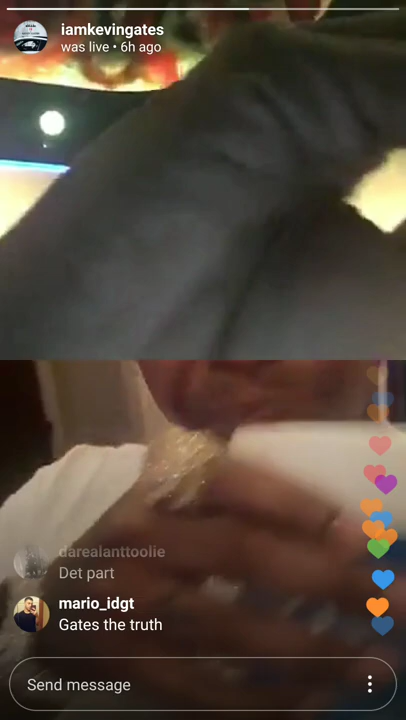 iamkevingates
was live • 6h ago
darealanttoolie
Det part
mario_idgt
Gates the truth
Send message